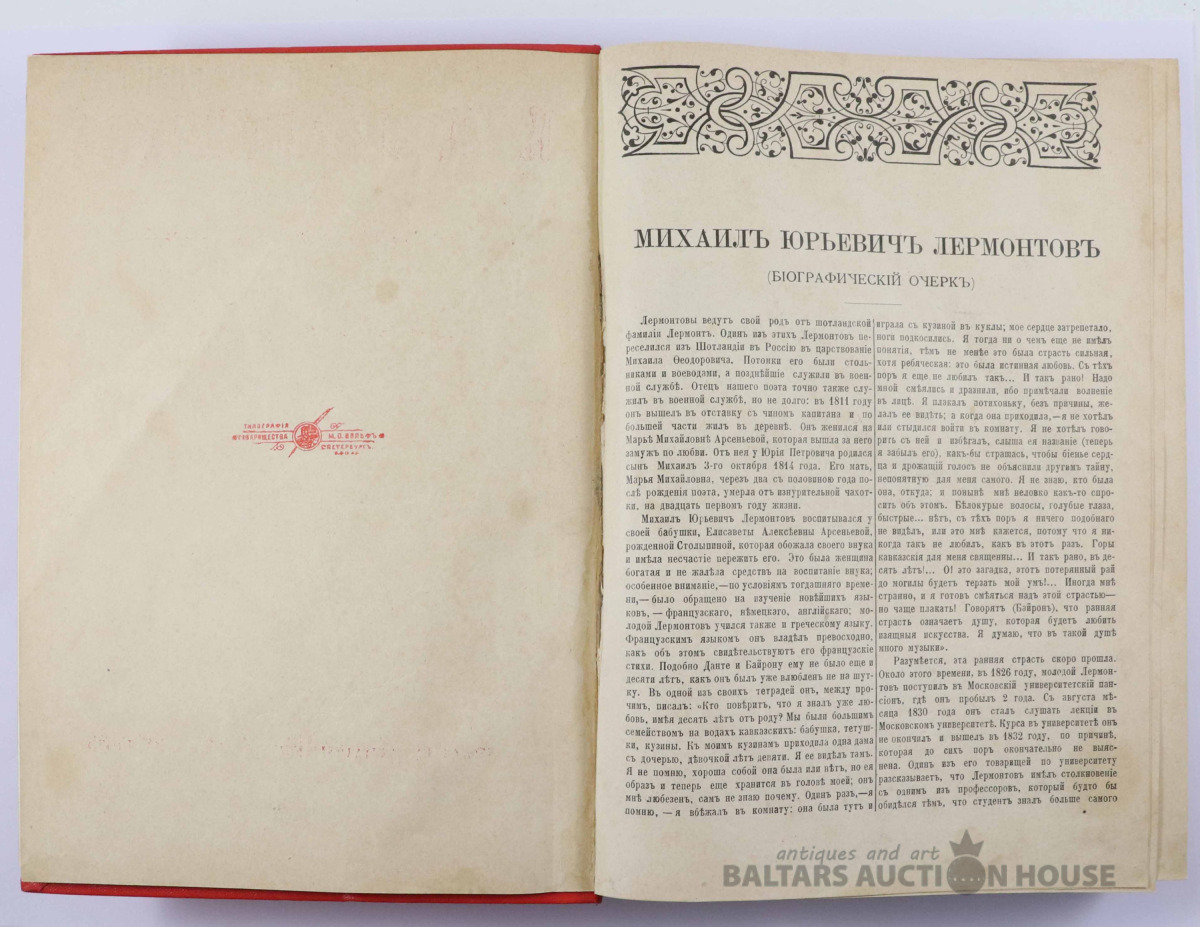 ТИПОГРАФІЯ
ТОВАРИЩЕСТВА
М.О.ВОЛЬФЪ
С.ПЕТЕРБУРГ.
МИХАИЛЪ ЮРЬЕВИЧЪ ЛЕРМОНТОВЪ
(БІОГРАФИЧЕСКІЙ ОЧЕРКЪ)
Лермонтовы ведутъ свой родъ отъ шотландской
фамиліи Лермонт. Одинъ изъ этихъ Лермонтовъ пе-
реселился изъ Шотландіи въ Россію въ царствованіе
Михаила Ѳеодоровича. Потомки его были столь-
никами и воеводами, а позднѣйшіе служили въ воен-
ной службѣ. Отецъ нашего поэта точно также слу-
жилъ въ военной службѣ, но не долго: въ 1811 году
онъ вышелъ въ отставку съ чиномъ капитана и по
большей части жилъ въ деревнѣ. Онъ женился на
Марьѣ Михайловнѣ Арсеньевой, которая вышла за него
замужъ по любви. Отъ нея у Юрія Петровича родился
сынъ Михаилъ 3-го октября 1814 года. Его мать,
Марья Михайловна, черезъ два съ половиною года по-
слѣ рожденія поэта, умерла отъ изнурительной чахот-
ки, на двадцать первомъ году жизни.
Михаилъ Юрьевичъ Лермонтовъ воспитывался у
своей бабушки, Елисаветы Алексѣевны Арсеньевой,
рожденной Столыпиной, которая обожала своего внука
и имѣла несчастіе пережить его. Это была женщина
богатая и не жалѣла средствъ на воспитаніе внука;
особенное вниманіе,—по условіямъ тогдашняго време-
ни,—было обращено на изученіе новѣйшихъ язы-
ковъ, — французскаго, нѣмецкаго, англійскаго; мо-
лодой Лермонтовъ учился также и греческому языку.
Французскимъ языкомъ онъ владѣлъ превосходно,
какъ объ этомъ свидѣтельствуютъ его французскіе
стихи. Подобно Данте и Байрону ему не было еще и
десяти лѣтъ, какъ онъ былъ уже влюбленъ не на шут-
ку. Въ одной изъ своихъ тетрадей онъ, между про-
чимъ, писалъ: «Кто повѣритъ, что я зналъ уже лю-
бовь, имѣя десять лѣтъ отъ роду? Мы были большимъ
семействомъ на водахъ кавказскихъ: бабушка, тетуш-
ки, кузины. Къ моимъ кузинамъ приходила одна дама
съ дочерью, дѣвочкой лѣтъ девяти. Я ее видѣлъ тамъ.
Я не помню, хороша собой она была или нѣтъ, но ея
образъ и теперь еще хранится въ головѣ моей; онъ
мнѣ любезенъ, самъ не знаю почему. Одинъ разъ,—я
помню, — я вбѣжалъ въ комнату: она была тутъ и
играла съ кузиной въ куклы; мое сердце затрепетало,
ноги подкосились. Я тогда ни о чемъ еще не имѣлъ
понятія, тѣмъ не менѣе это была страсть сильная,
хотя ребяческая: это была истинная любовь. Съ тѣхъ
поръ я еще не любилъ такъ... И такъ рано! Надо
мной смѣялись и дразнили, ибо примѣчали волненіе
въ лицѣ. Я плакалъ потихоньку, безъ причины, же-
лалъ ее видѣть; а когда она приходила,—я не хотѣлъ
или стыдился войти въ комнату. Я не хотѣлъ гово-
рить съ ней и избѣгалъ, слыша ея названіе (теперь
я забылъ его), какъ-бы страшась, чтобы біенье серд-
ца и дрожащій голосъ не объяснили другимъ тайну,
непонятную для меня самого. Я не знаю, кто была
она, откуда; и понынѣ мнѣ неловко какъ-то спро-
сить объ этомъ. Бѣлокурые волосы, голубые глаза,
быстрые... нѣтъ, съ тѣхъ поръ я ничего подобнаго
не видѣлъ, или это мнѣ кажется, потому что я ни-
когда такъ не любилъ, какъ въ этотъ разъ. Горы
кавказскія для меня священны... И такъ рано, въ де-
сять лѣтъ!... О! это загадка, этотъ потерянный рай
до могилы будетъ терзать мой умъ!... Иногда мнѣ
странно, и я готовъ смѣяться надъ этой страстью—
но чаще плакать! Говорятъ (Байронъ), что ранняя
страсть означаетъ душу, которая будетъ любить
изящныя искусства. Я думаю, что въ такой душѣ
много музыки».
Разумѣется, эта ранняя страсть скоро прошла.
Около этого времени, въ 1826 году, молодой Лермон-
товъ поступилъ въ Московскій университетскій пан-
сіонъ, гдѣ онъ пробылъ 2 года. Съ августа мѣ-
сяца 1830 года онъ сталъ слушать лекціи въ
Московскомъ университетѣ. Курса въ университетѣ онъ
не окончилъ и вышелъ въ 1832 году, по причинѣ,
которая до сихъ поръ окончательно не выяс-
нена. Одинъ изъ его товарищей по университету
разсказываетъ, что Лермонтовъ имѣлъ столкновеніе
съ однимъ изъ профессоровъ, который будто бы
обидѣлся тѣмъ, что студентъ зналъ больше самого
antiques and art
BALTARS AUCTION HOUSE